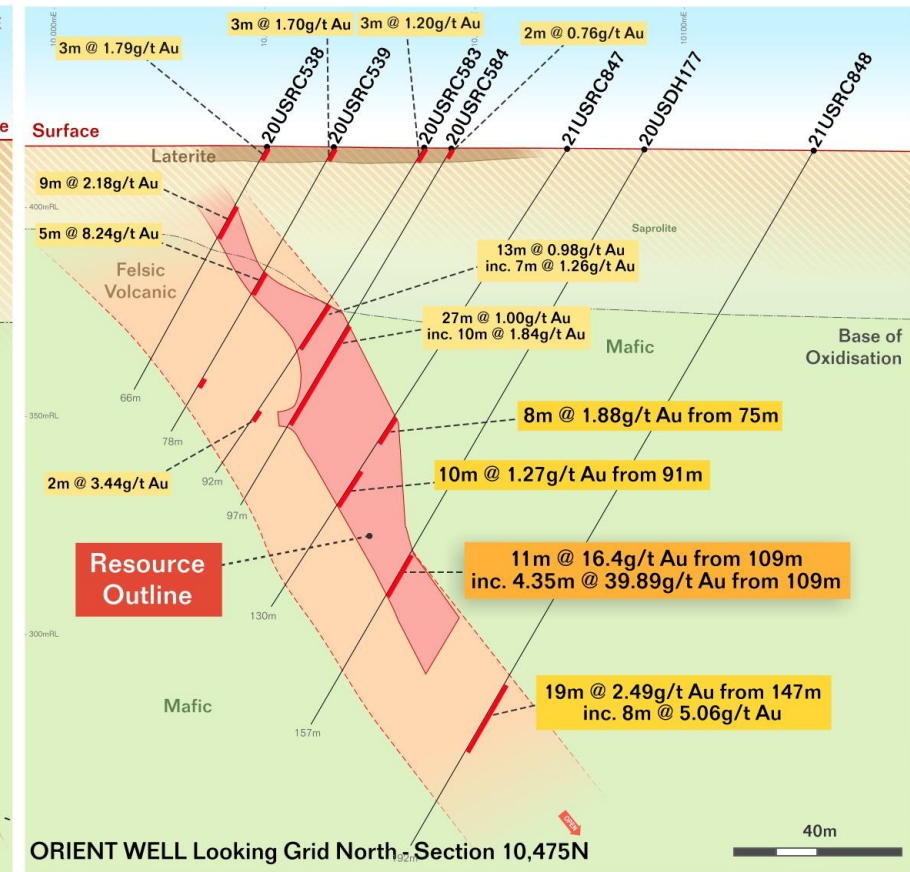 10,000mE
10,100mE
3m @ 1.79g/t Au
3m @ 1.70g/t Au
3m @ 1.20g/t Au
2m @ 0.76g/t Au
20USRC538
20USRC539
20USRC583
20USRC584
21USRC847
20USDH177
21USRC848
Surface
Laterite
9m @ 2.18g/t Au
400mRL
5m @ 8.24g/t Au
Saprolite
Felsic
Volcanic
13m @ 0.98g/t Au
inc. 7m @ 1.26g/t Au
27m @ 1.00g/t Au
inc. 10m @ 1.84g/t Au
Mafic
Base of
Oxidisation
66m
350mRL
8m @ 1.88g/t Au from 75m
78m
10m @ 1.27g/t Au from 91m
92m
2m @ 3.44g/t Au
97m
Resource
Outline
11m @ 16.4g/t Au from 109m
inc. 4.35m @ 39.89g/t Au from 109m
130m
300mRL
19m @ 2.49g/t Au from 147m
inc. 8m @ 5.06g/t Au
Mafic
157m
OPEN
40m
ORIENT WELL Looking Grid North - Section 10,475N
192m